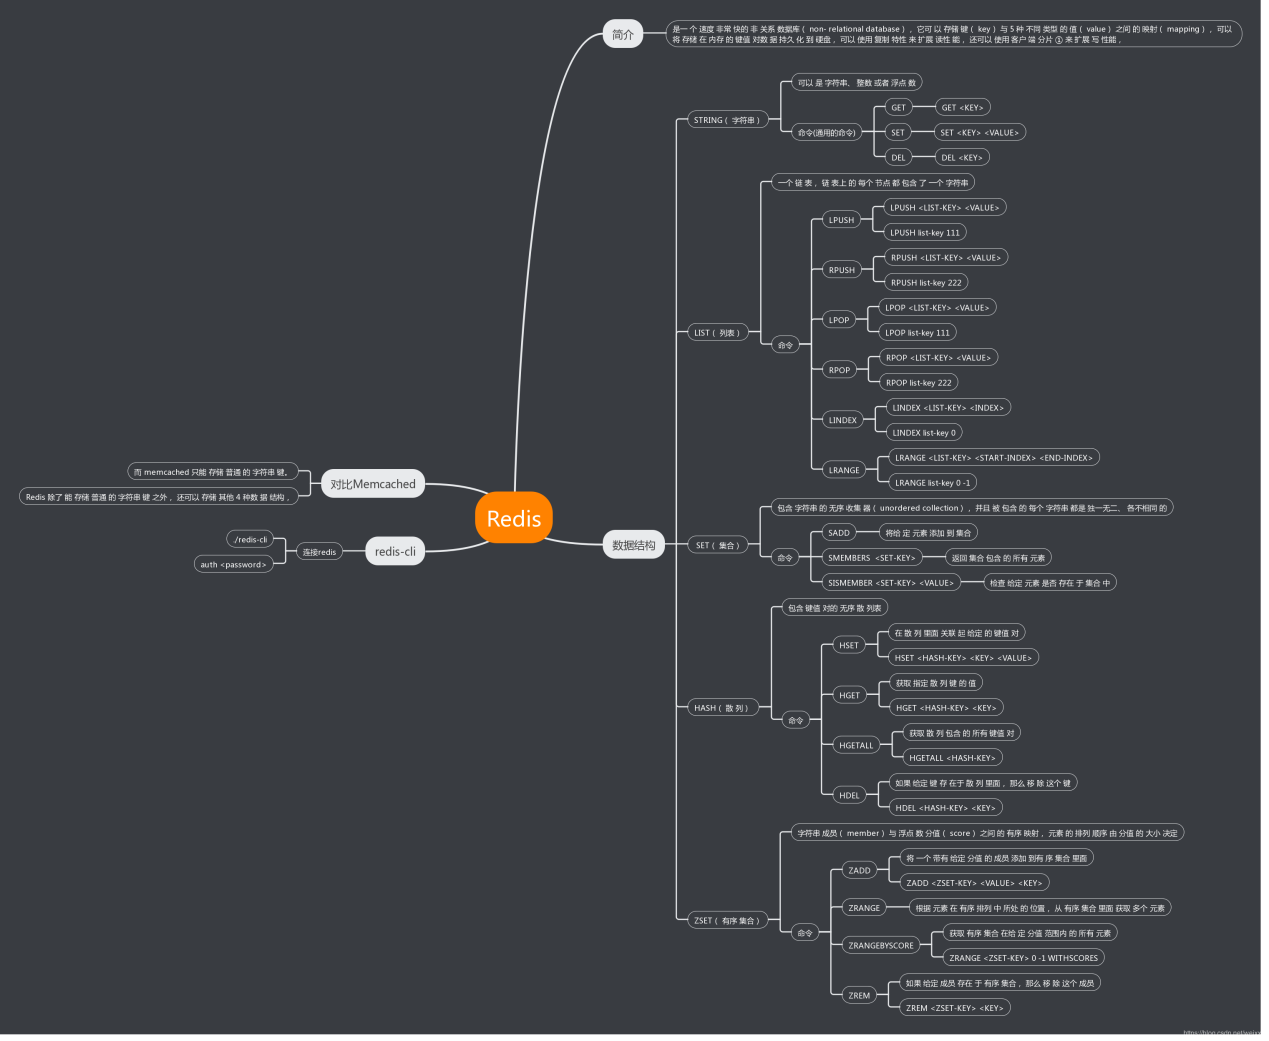 简介
是一个速度非常快的非关系数据库（non-relational database），它可以存储键（key）与5种不同类型的值（value）之间的映射（mapping），可以
将存储在内存的键值对数据持久化到硬盘，可以使用复制特性来扩展读性能，还可以使用客户端分片①来扩展写性能，
可以是字符串、整数或者浮点数
STRING（字符串）
命令(通用的命令)
GET
GET <KEY>
SET
SET <KEY> <VALUE>
DEL
DEL <KEY>
一个链表，链表上的每个节点都包含了一个字符串
LIST（列表）
命令
LPUSH
LPUSH <LIST-KEY> <VALUE>
LPUSH list-key 111
RPUSH
RPUSH <LIST-KEY> <VALUE>
RPUSH list-key 222
LPOP
LPOP <LIST-KEY> <VALUE>
LPOP list-key 111
RPOP
RPOP <LIST-KEY> <VALUE>
RPOP list-key 222
LINDEX
LINDEX <LIST-KEY> <INDEX>
LINDEX list-key 0
LRANGE
LRANGE <LIST-KEY> <START-INDEX> <END-INDEX>
LRANGE list-key 0 -1
对比Memcached
而 memcached 只能存储普通的字符串键。
Redis 除了能存储普通的字符串键之外，还可以存储其他4种数据结构，
Redis
redis-cli
连接redis
./redis-cli
auth <password>
数据结构
SET（集合）
包含字符串的无序收集器（unordered collection），并且被包含的每个字符串都是独一无二、各不相同的
命令
SADD
将给定元素添加到集合
SMEMBERS <SET-KEY>
返回集合包含的所有元素
SISMEMBER <SET-KEY> <VALUE>
检查给定元素是否存在于集合中
HASH（散列）
包含键值对的无序散列表
命令
HSET
在散列里面关联起给定的键值对
HSET <HASH-KEY> <KEY> <VALUE>
HGET
获取指定散列键的值
HGET <HASH-KEY> <KEY>
HGETALL
获取散列包含的所有键值对
HGETALL <HASH-KEY>
HDEL
如果给定键存在于散列里面，那么移除这个键
HDEL <HASH-KEY> <KEY>
ZSET（有序集合）
字符串成员（member）与浮点数分值（score）之间的有序映射，元素的排列顺序由分值的大小决定
命令
ZADD
将一个带有给定分值的成员添加到有序集合里面
ZADD <ZSET-KEY> <VALUE> <KEY>
ZRANGE
根据元素在有序排列中所处的位置，从有序集合里面获取多个元素
ZRANGEBYSCORE
获取有序集合在给定分值范围内的所有元素
ZRANGE <ZSET-KEY> 0 -1 WITHSCORES
ZREM
如果给定成员存在于有序集合，那么移除这个成员
ZREM <ZSET-KEY> <KEY>